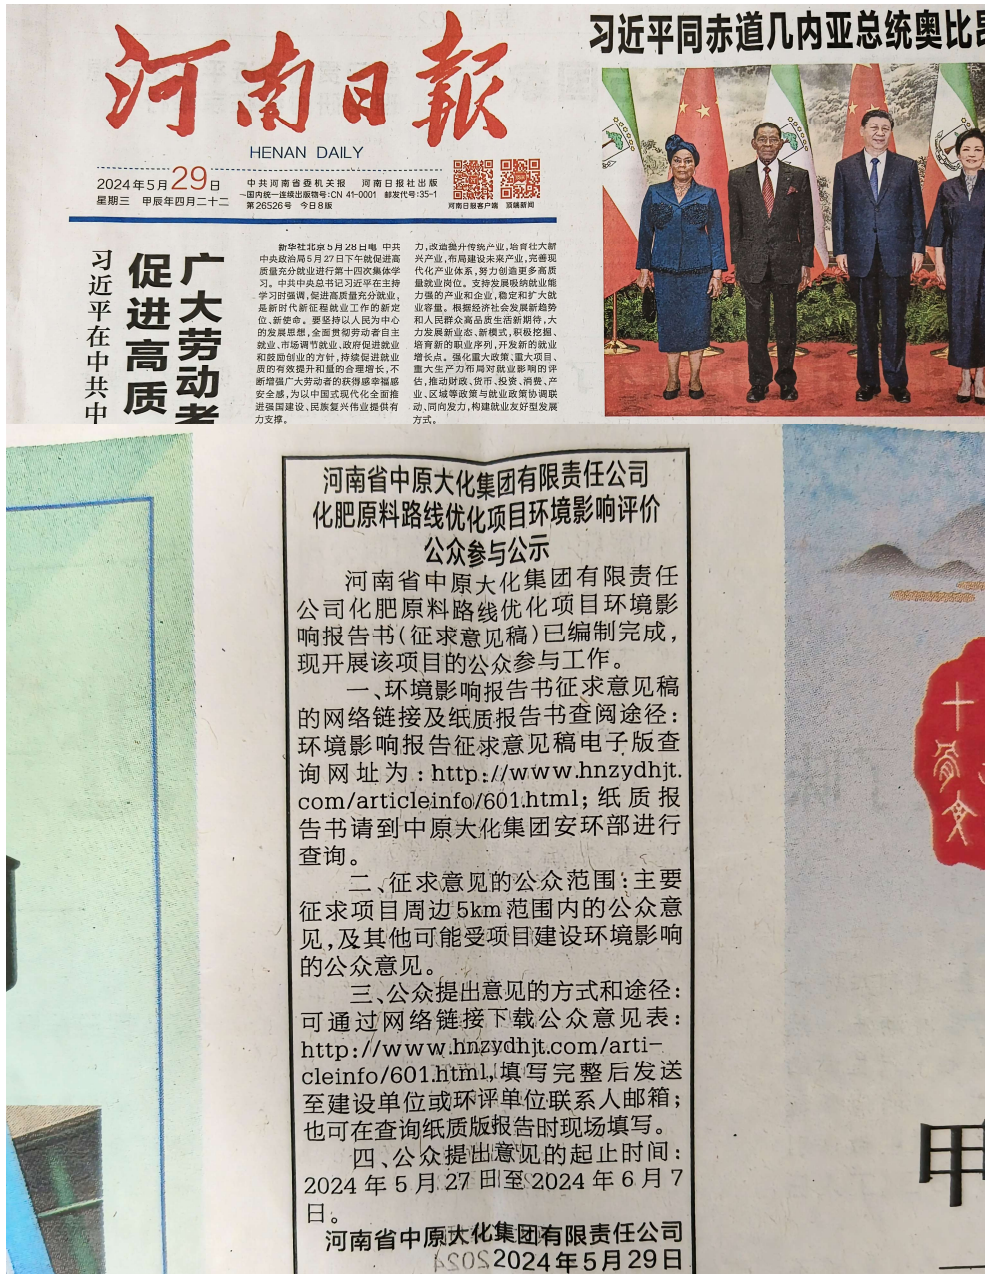 河南日报
HENAN DAILY
2024年5月29日
星期三 甲辰年四月二十二
中共河南省委机关报 河南日报社出版
国内统一连续出版物号:CN 41-0001 邮发代号:35-1
第26526号 今日8版
河南日报客户端 顶端新闻
习近平同赤道几内亚总统奥比昂
广大劳动者
促进高质
习近平在中共中
新华社北京5月28日电 中共
中央政治局5月27日下午就促进高
质量充分就业进行第十四次集体学
习。中共中央总书记习近平在主持
学习时强调,促进高质量充分就业,
是新时代新征程就业工作的新定
位、新使命。要坚持以人民为中心
的发展思想,全面贯彻劳动者自主
就业、市场调节就业、政府促进就业
和鼓励创业的方针,持续促进就业
质的有效提升和量的合理增长,不
断增强广大劳动者的获得感幸福感
安全感,为以中国式现代化全面推
进强国建设、民族复兴伟业提供有
力支撑。
力,改造提升传统产业,培育壮大新
兴产业,布局建设未来产业,完善现
代化产业体系,努力创造更多高质
量就业岗位。支持发展吸纳就业能
力强的产业和企业,稳定和扩大就
业容量。根据经济社会发展新趋势
和人民群众高品质生活新期待,大
力发展新业态、新模式,积极挖掘、
培育新的职业序列,开发新的就业
增长点。强化重大政策、重大项目、
重大生产力布局对就业影响的评
估,推动财政、货币、投资、消费、产
业、区域等政策与就业政策协调联
动、同向发力,构建就业友好型发展
方式。
河南省中原大化集团有限责任公司
化肥原料路线优化项目环境影响评价
公众参与公示
河南省中原大化集团有限责任
公司化肥原料路线优化项目环境影
响报告书(征求意见稿)已编制完成,
现开展该项目的公众参与工作。
一、环境影响报告书征求意见稿
的网络链接及纸质报告书查阅途径:
环境影响报告征求意见稿电子版查
询网址为:http://www.hnzydhjt.
com/articleinfo/601.html;纸质报
告书请到中原大化集团安环部进行
查询。
二、征求意见的公众范围:主要
征求项目周边5km范围内的公众意
见,及其他可能受项目建设环境影响
的公众意见。
三、公众提出意见的方式和途径:
可通过网络链接下载公众意见表:
http://www.hnzydhjt.com/arti-
cleinfo/601.html,填写完整后发送
至建设单位或环评单位联系人邮箱;
也可在查询纸质版报告时现场填写。
四、公众提出意见的起止时间:
2024年5月27日至2024年6月7
日。
河南省中原大化集团有限责任公司
2024年5月29日